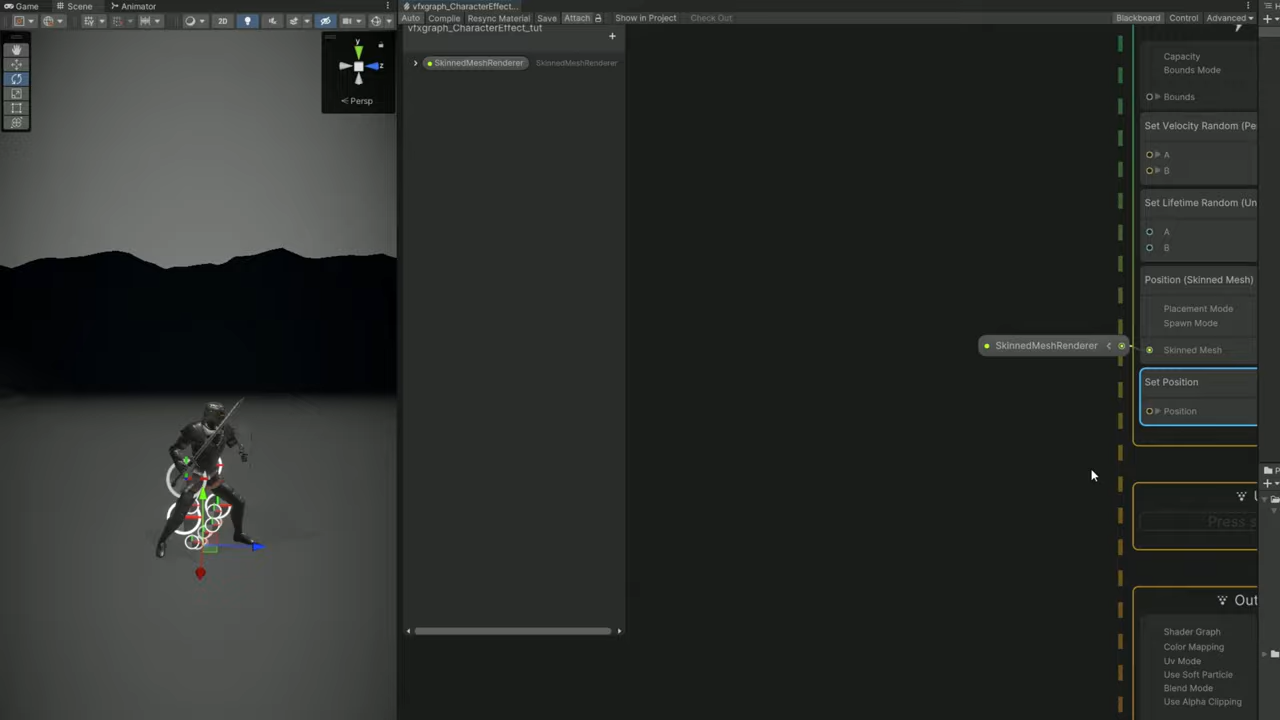 Game
Scene
Animator
2D
y
z
Persp
vfxgraph_CharacterEffect...
Auto
Compile
Resync Material
Save
Attach
Show in Project
Check Out
Blackboard
Control
Advanced
vfxgraph_CharacterEffect_tut
+
SkinnedMeshRenderer
SkinnedMeshRenderer
Capacity
Bounds Mode
Bounds
Set Velocity Random (Pe
A
B
Set Lifetime Random (Un
A
B
Position (Skinned Mesh)
Placement Mode
Spawn Mode
SkinnedMeshRenderer
Skinned Mesh
Set Position
Position
U
Press s
Out
Shader Graph
Color Mapping
Uv Mode
Use Soft Particle
Blend Mode
Use Alpha Clipping